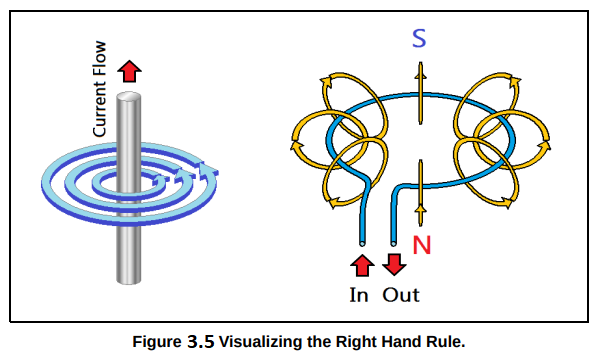 Current Flow
S
N
In Out
Figure 3.5 Visualizing the Right Hand Rule.